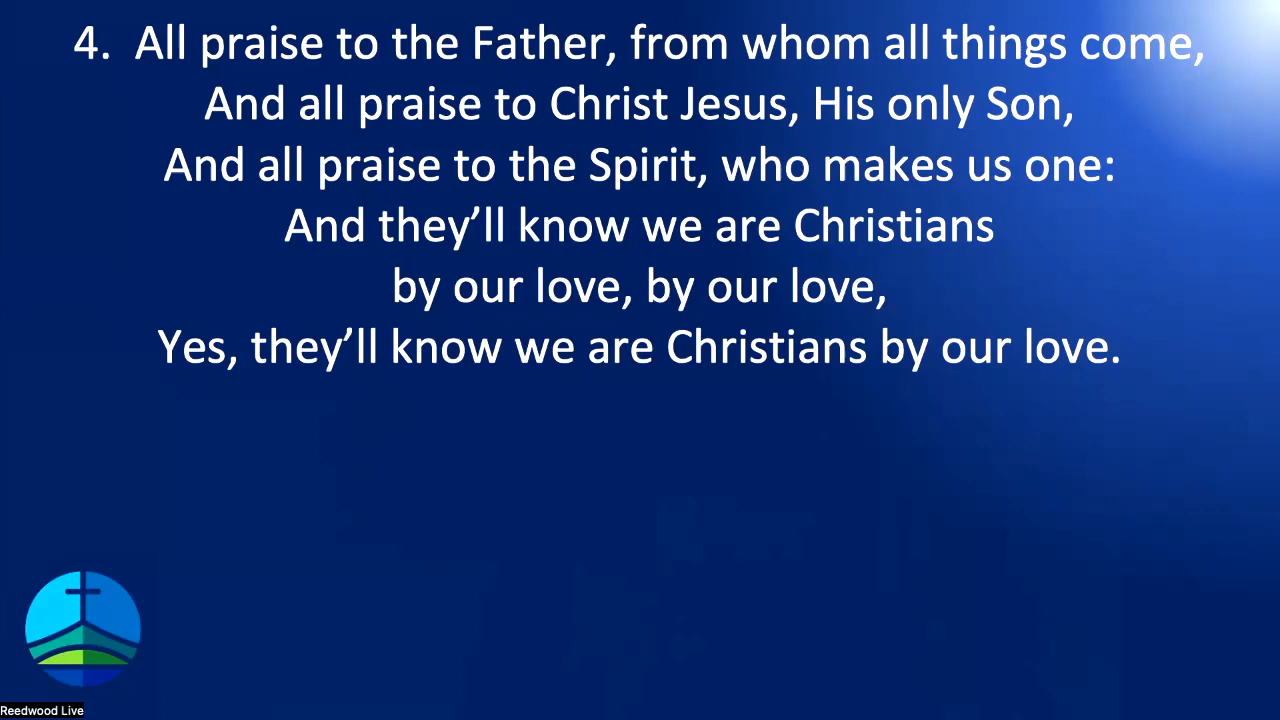 4. All praise to the Father, from whom all things come,
And all praise to Christ Jesus, His only Son,
And all praise to the Spirit, who makes us one:
And they’ll know we are Christians
by our love, by our love,
Yes, they’ll know we are Christians by our love.
Reedwood Live